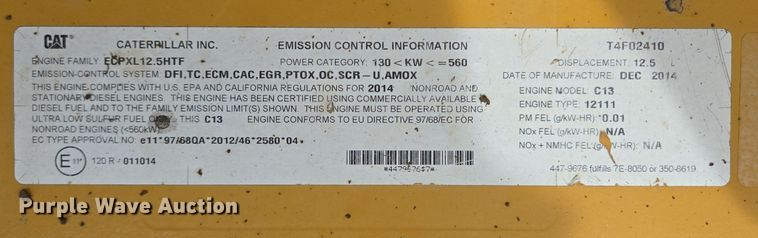 CAT CATERPILLAR INC. EMISSION CONTROL INFORMATION T4F02410
ENGINE FAMILY: ECPXL12.5HTF POWER CATEGORY: 130 < KW < =560 DISPLACEMENT: 12.5 L
EMISSION CONTROL SYSTEM DFI,TC,ECM,CAC,EGR,PTOX,OC,SCR-U,AMOX DATE OF MANUFACTURE: DEC 2014
THIS ENGINE COMPLIES WITH U.S. EPA AND CALIFORNIA REGULATIONS FOR 2014 NONROAD AND ENGINE MODEL: C13
STATIONARY DIESEL ENGINES. THIS ENGINE HAS BEEN CERTIFIED USING COMMERCIALLY AVAILABLE ENGINE TYPE: 12111
DIESEL FUEL AND TO THE FAMILY EMISSION LIMIT(S) SHOWN. THIS ENGINE MUST BE OPERATED USING PM FEL (g/kW-HR): 0.01
ULTRA LOW SULFUR FUEL THIS C13 ENGINE CONFORMS TO EU DIRECTIVE 97/68/EC FOR NOx FEL (g/kW-HR): N/A
NONROAD ENGINES (<560kW) NOx + NMHC FEL (g/kW-HR): N/A
EC TYPE APPROVAL NO: e11*97/68QA*2012/46*2580*04
E 11 120 R - 011014 *4479676S7* 447-9676 fulfills 7E-8050 or 350-8619
Purple Wave Auction